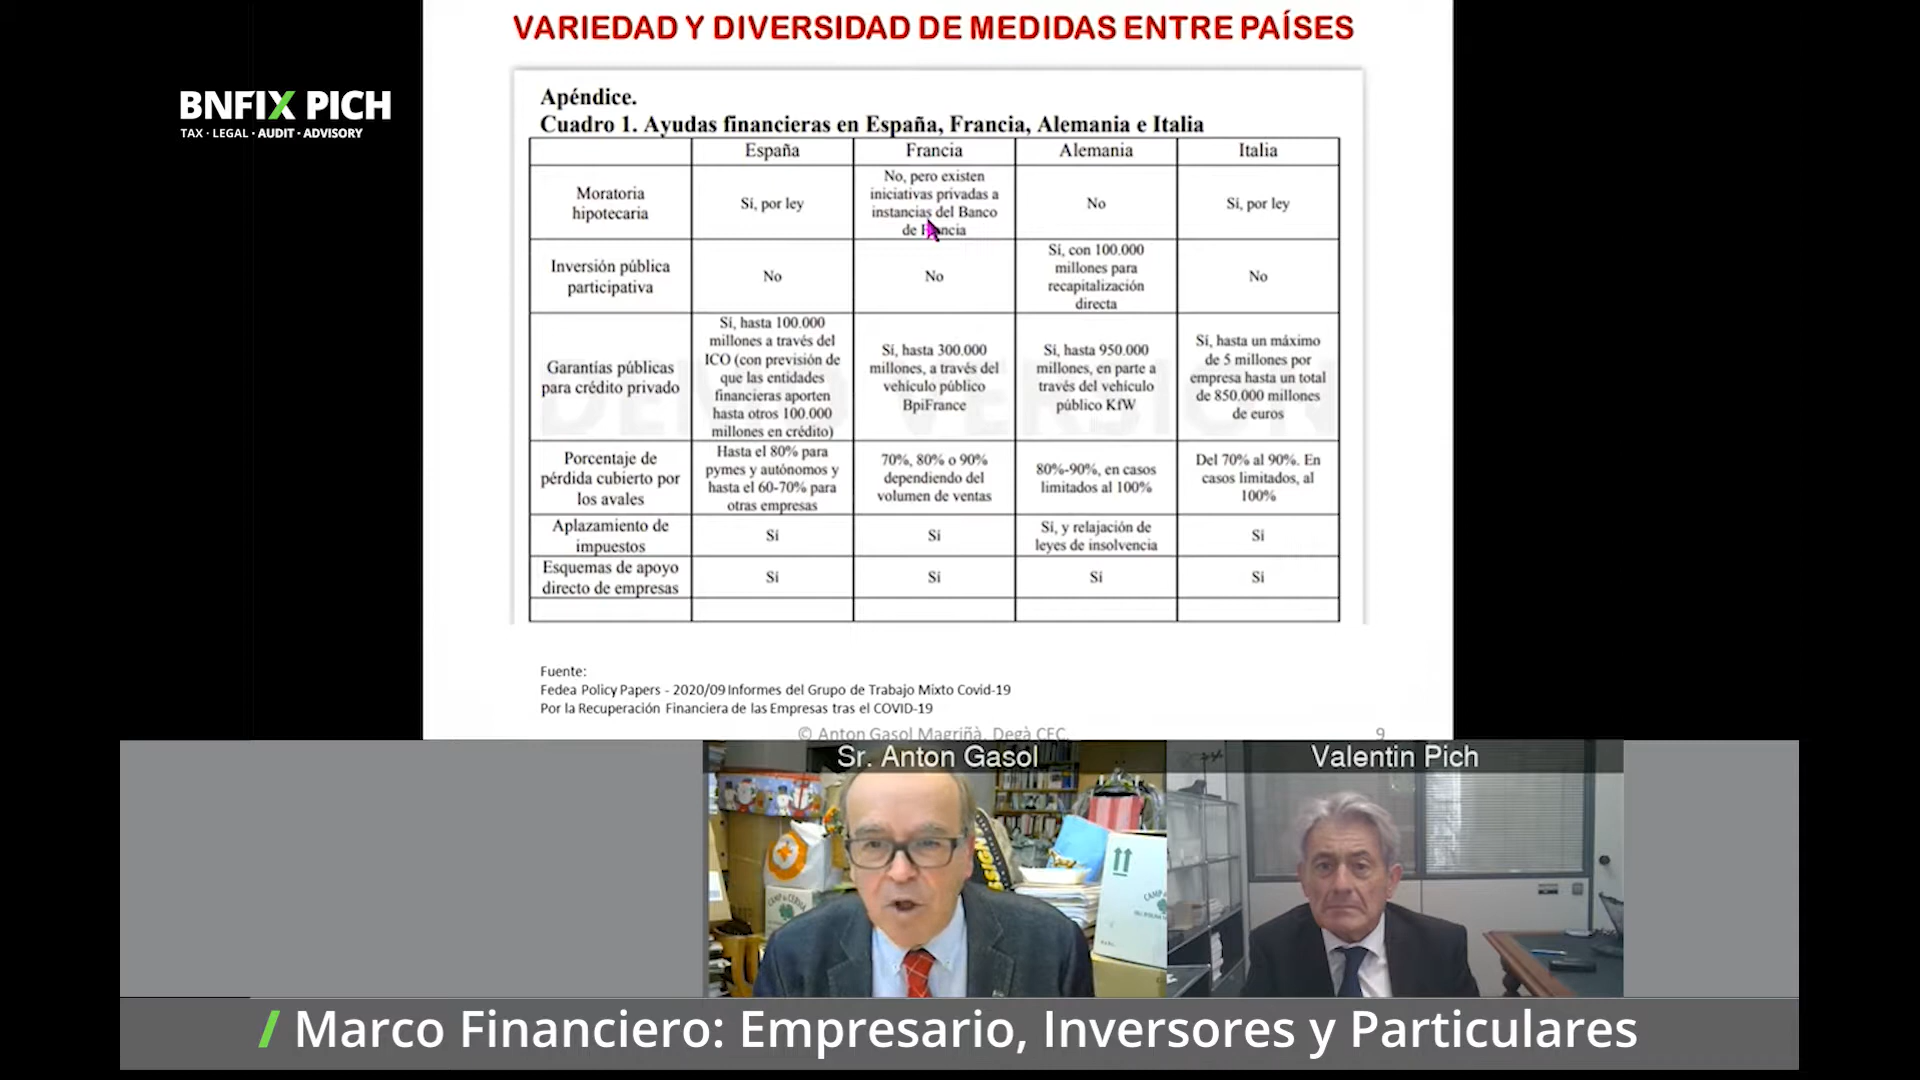 VARIEDAD Y DIVERSIDAD DE MEDIDAS ENTRE PAÍSES
BNFIX PICH
TAX · LEGAL · AUDIT · ADVISORY
Apéndice.
Cuadro 1. Ayudas financieras en España, Francia, Alemania e Italia
España
Francia
Alemania
Italia
Moratoria
hipotecaria
Sí, por ley
No, pero existen
iniciativas privadas a
instancias del Banco
de Francia
No
Sí, por ley
Inversión pública
participativa
No
No
Sí, con 100.000
millones para
recapitalización
directa
No
Garantías públicas
para crédito privado
Sí, hasta 100.000
millones a través del
ICO (con previsión de
que las entidades
financieras aporten
hasta otros 100.000
millones en crédito)
Sí, hasta 300.000
millones, a través del
vehículo público
BpiFrance
Sí, hasta 950.000
millones, en parte a
través del vehículo
público KfW
Sí, hasta un máximo
de 5 millones por
empresa hasta un total
de 850.000 millones
de euros
DEMO VERSION
Porcentaje de
pérdida cubierto por
los avales
Hasta el 80% para
pymes y autónomos y
hasta el 60-70% para
otras empresas
70%, 80% o 90%
dependiendo del
volumen de ventas
80%-90%, en casos
limitados al 100%
Del 70% al 90%. En
casos limitados, al
100%
Aplazamiento de
impuestos
Sí
Sí
Sí, y relajación de
leyes de insolvencia
Sí
Esquemas de apoyo
directo de empresas
Sí
Sí
Sí
Sí
Fuente:
Fedea Policy Papers - 2020/09 Informes del Grupo de Trabajo Mixto Covid-19
Por la Recuperación Financiera de las Empresas tras el COVID-19
© Anton Gasol Magriñà. Degà CEC.
9
Sr. Anton Gasol
Valentin Pich
/ Marco Financiero: Empresario, Inversores y Particulares